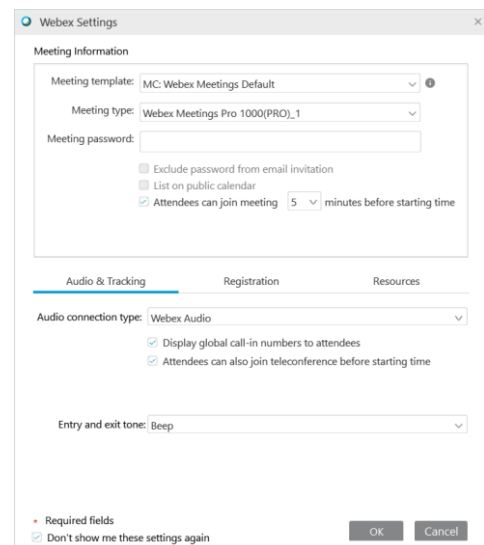 Webex Settings
Meeting Information
Meeting template: MC: Webex Meetings Default
Meeting type: Webex Meetings Pro 1000(PRO)_1
Meeting password:
Exclude password from email invitation
List on public calendar
Attendees can join meeting 5 minutes before starting time
Audio & Tracking Registration Resources
Audio connection type: Webex Audio
Display global call-in numbers to attendees
Attendees can also join teleconference before starting time
Entry and exit tone: Beep
* Required fields
Don't show me these settings again OK Cancel